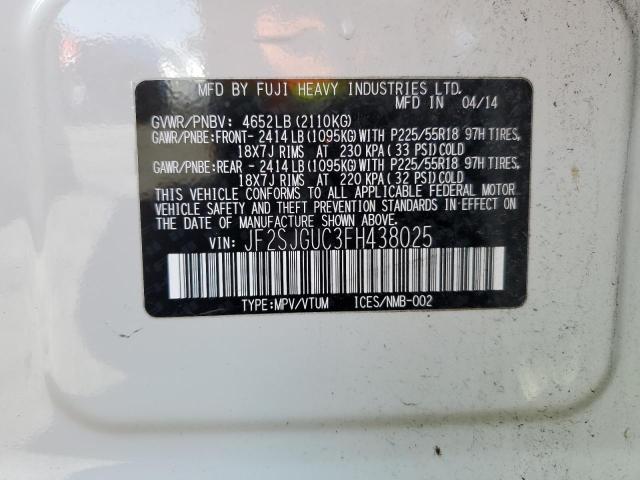 MFD BY FUJI HEAVY INDUSTRIES LTD.
MFD IN 04/14
GVWR/PNBV: 4652LB (2110KG)
GAWR/PNBE:FRONT- 2414 LB (1095KG) WITH P225/55R18 97H TIRES,
18X7J RIMS AT 230 KPA (33 PSI) COLD
GAWR/PNBE:REAR - 2414 LB (1095KG) WITH P225/55R18 97H TIRES,
18X7J RIMS AT 220 KPA (32 PSI) COLD
THIS VEHICLE CONFORMS TO ALL APPLICABLE FEDERAL MOTOR
VEHICLE SAFETY AND THEFT PREVENTION STANDARDS IN EFFECT
AT THE DATE OF MANUFACTURE SHOWN ABOVE.
VIN: JF2SJGUC3FH438025
TYPE:MPV/VTUM ICES/NMB-002